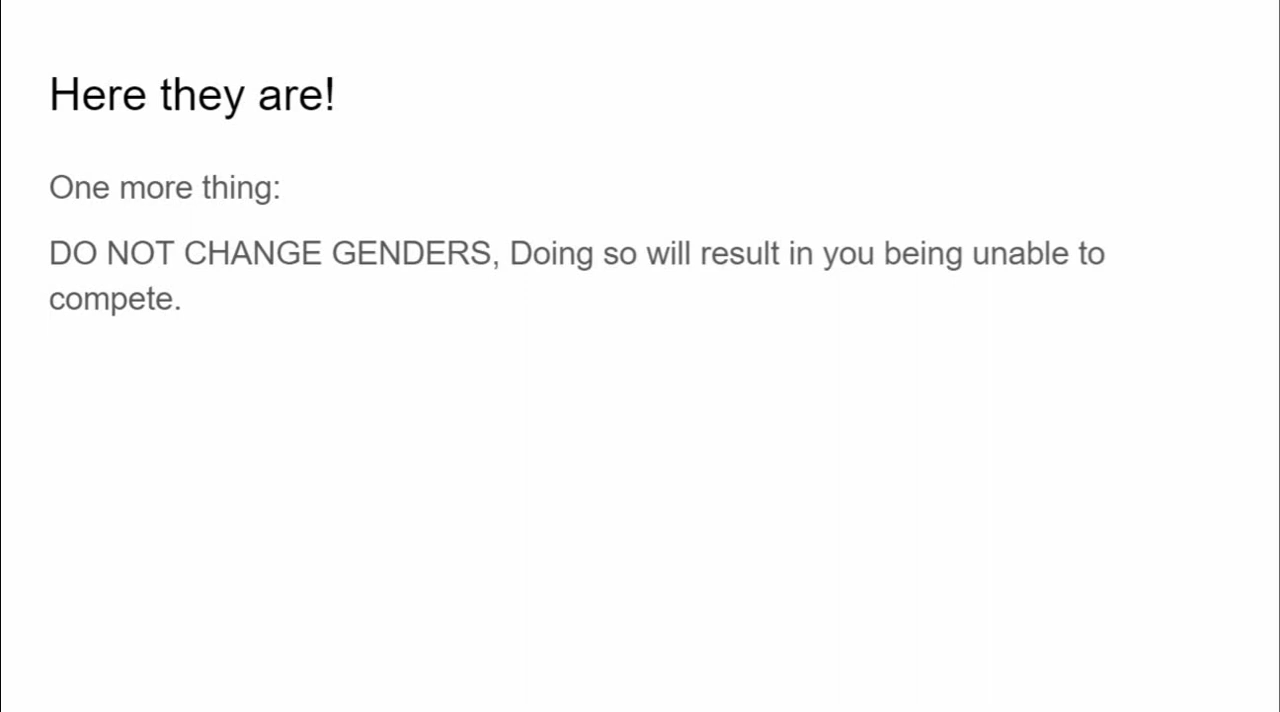 Here they are!
One more thing:
DO NOT CHANGE GENDERS, Doing so will result in you being unable to
compete.